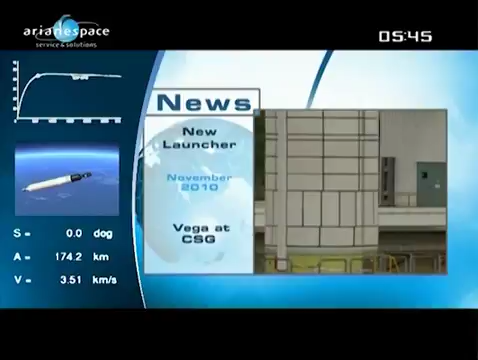 arianespace
service & solutions
05:45
News
New
Launcher
November
2010
Vega at
CSG
S = 0.0 dog
A = 174.2 km
V = 3.51 km/s